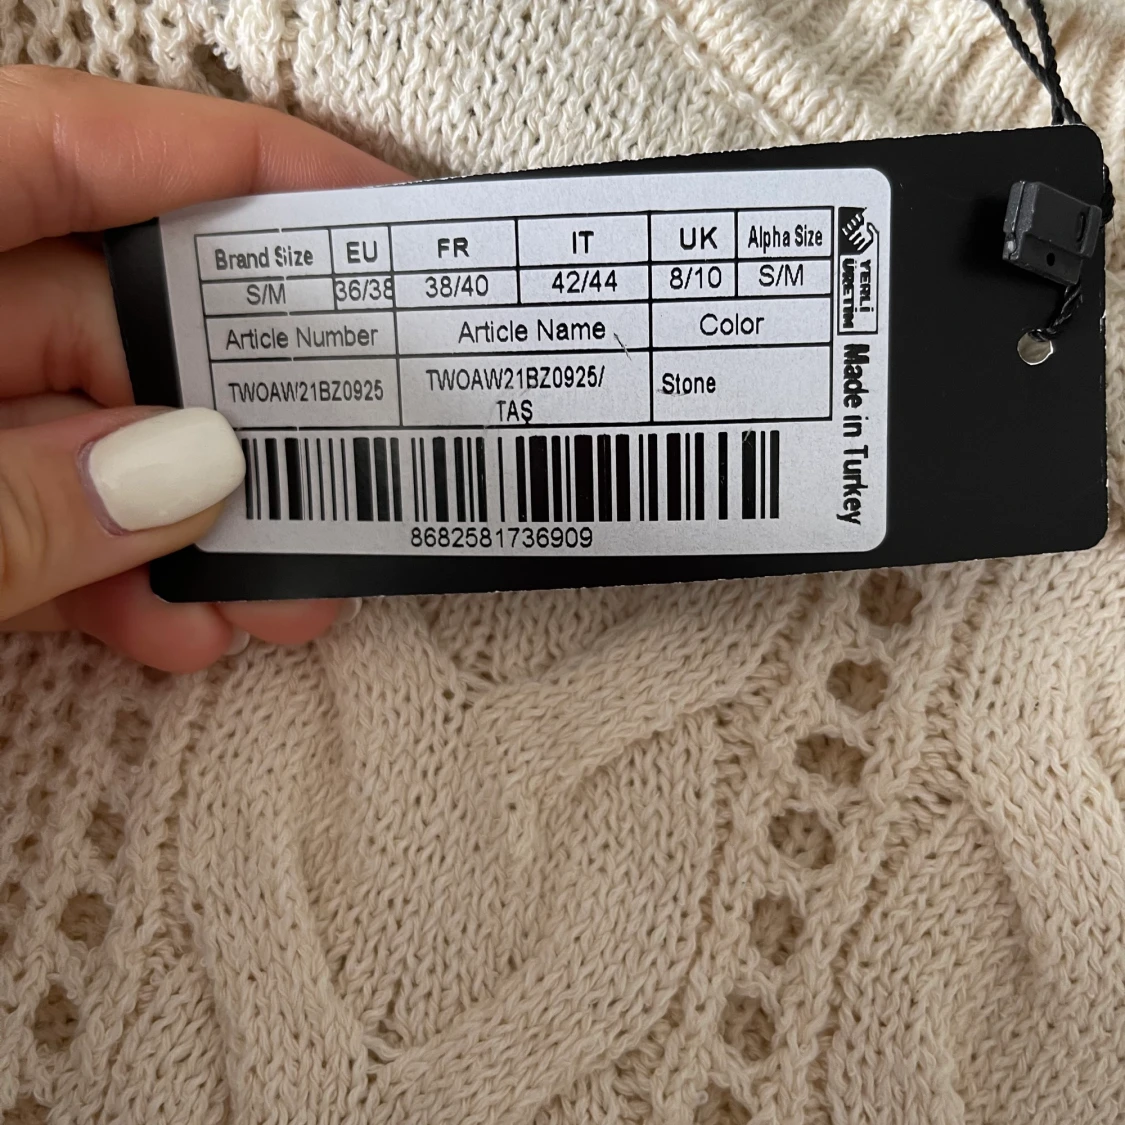 Brand Size EU FR IT UK Alpha Size
S/M 36/38 38/40 42/44 8/10 S/M
Article Number Article Name Color
TWOAW21BZ0925 TWOAW21BZ0925/ Stone
TAŞ
8682581736909
YERLİ
ÜRETİM
Made in Turkey